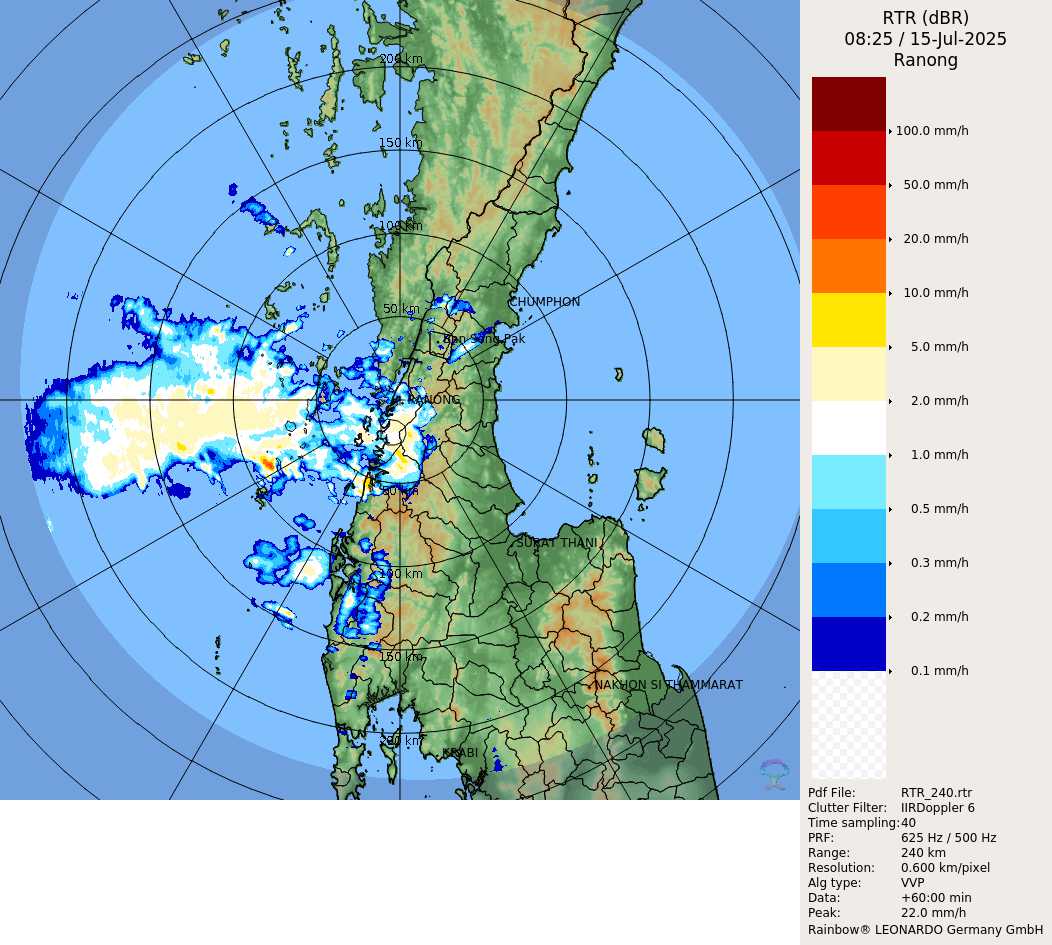 RTR (dBR)
08:25 / 15-Jul-2025
Ranong
100.0 mm/h
50.0 mm/h
20.0 mm/h
10.0 mm/h
5.0 mm/h
2.0 mm/h
1.0 mm/h
0.5 mm/h
0.3 mm/h
0.2 mm/h
0.1 mm/h
200 km
150 km
100 km
50 km
CHUMPHON
Ban Song Pak
RANONG
50 km
SURAT THANI
100 km
150 km
NAKHON SI THAMMARAT
200 km
KRABI
Pdf File: RTR_240.rtr
Clutter Filter: IIRDoppler 6
Time sampling: 40
PRF: 625 Hz / 500 Hz
Range: 240 km
Resolution: 0.600 km/pixel
Alg type: VVP
Data: +60:00 min
Peak: 22.0 mm/h
Rainbow® LEONARDO Germany GmbH